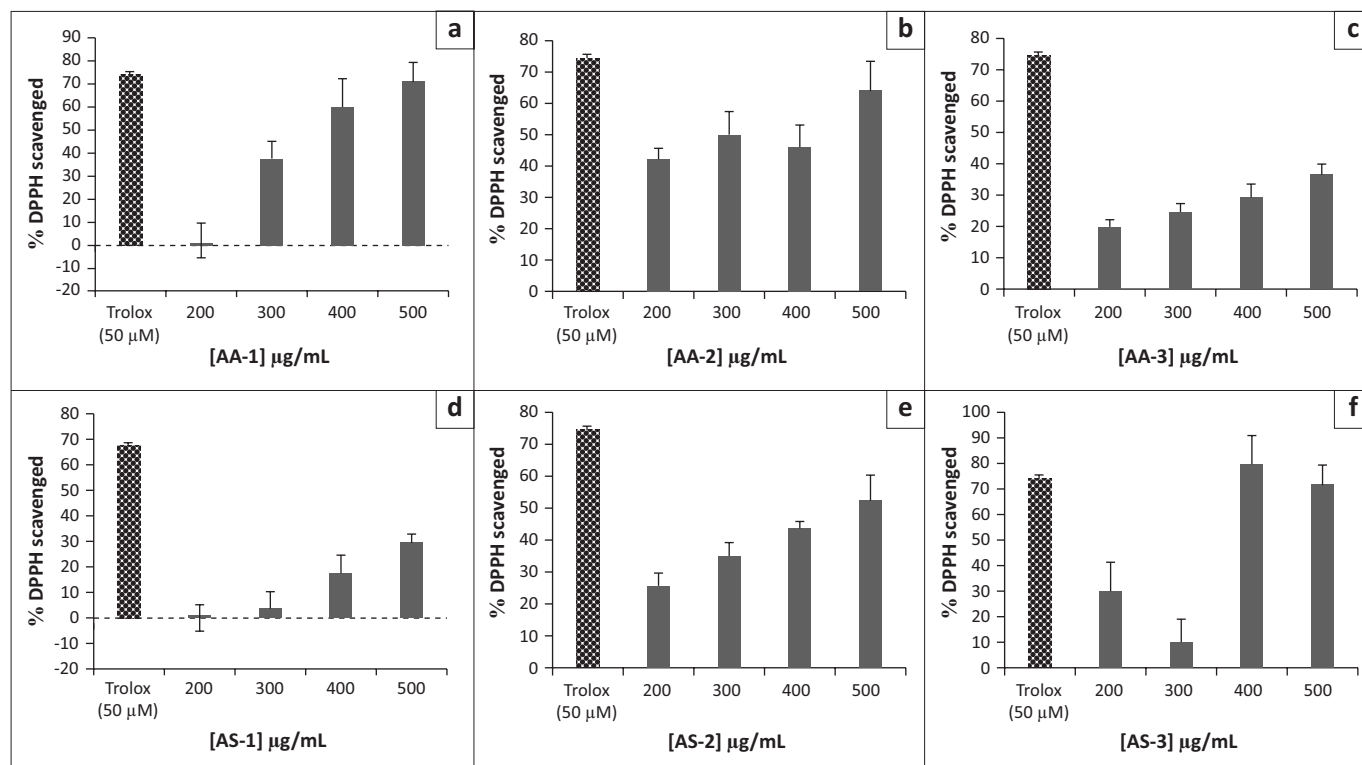 a
% DPPH scavenged
90
80
70
60
50
40
30
20
10
0
-10
-20
Trolox
(50 μM)
200
300
400
500
[AA-1] μg/mL
b
% DPPH scavenged
80
70
60
50
40
30
20
10
0
Trolox
(50 μM)
200
300
400
500
[AA-2] μg/mL
c
% DPPH scavenged
80
70
60
50
40
30
20
10
0
Trolox
(50 μM)
200
300
400
500
[AA-3] μg/mL
d
% DPPH scavenged
80
70
60
50
40
30
20
10
0
-10
-20
Trolox
(50 μM)
200
300
400
500
[AS-1] μg/mL
e
% DPPH scavenged
80
70
60
50
40
30
20
10
0
Trolox
(50 μM)
200
300
400
500
[AS-2] μg/mL
f
% DPPH scavenged
100
90
80
70
60
50
40
30
20
10
0
Trolox
(50 μM)
200
300
400
500
[AS-3] μg/mL